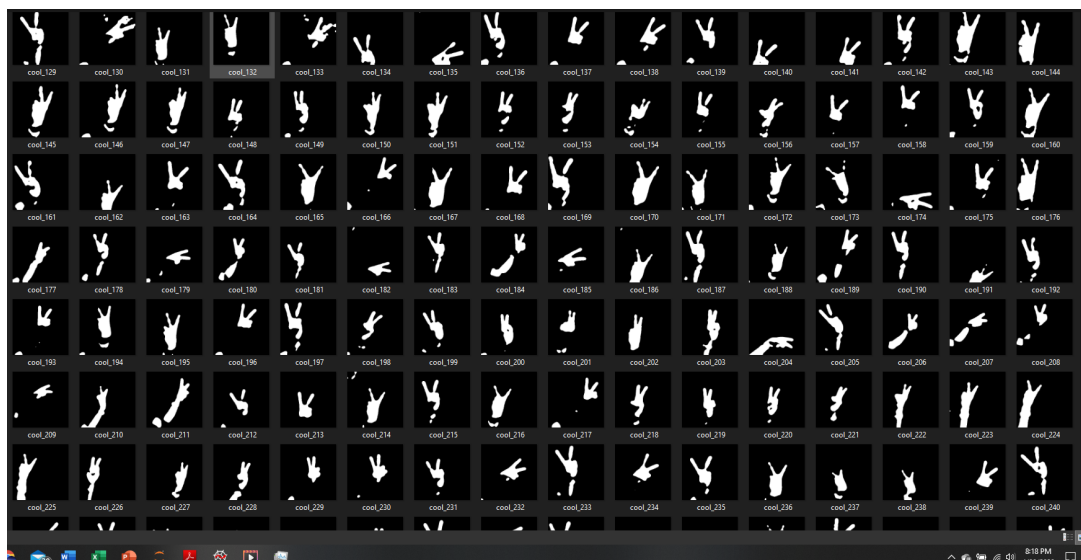 cool_129 cool_130 cool_131 cool_132 cool_133 cool_134 cool_135 cool_136 cool_137 cool_138 cool_139 cool_140 cool_141 cool_142 cool_143 cool_144
cool_145 cool_146 cool_147 cool_148 cool_149 cool_150 cool_151 cool_152 cool_153 cool_154 cool_155 cool_156 cool_157 cool_158 cool_159 cool_160
cool_161 cool_162 cool_163 cool_164 cool_165 cool_166 cool_167 cool_168 cool_169 cool_170 cool_171 cool_172 cool_173 cool_174 cool_175 cool_176
cool_177 cool_178 cool_179 cool_180 cool_181 cool_182 cool_183 cool_184 cool_185 cool_186 cool_187 cool_188 cool_189 cool_190 cool_191 cool_192
cool_193 cool_194 cool_195 cool_196 cool_197 cool_198 cool_199 cool_200 cool_201 cool_202 cool_203 cool_204 cool_205 cool_206 cool_207 cool_208
cool_209 cool_210 cool_211 cool_212 cool_213 cool_214 cool_215 cool_216 cool_217 cool_218 cool_219 cool_220 cool_221 cool_222 cool_223 cool_224
cool_225 cool_226 cool_227 cool_228 cool_229 cool_230 cool_231 cool_232 cool_233 cool_234 cool_235 cool_236 cool_237 cool_238 cool_239 cool_240
8:18 PM